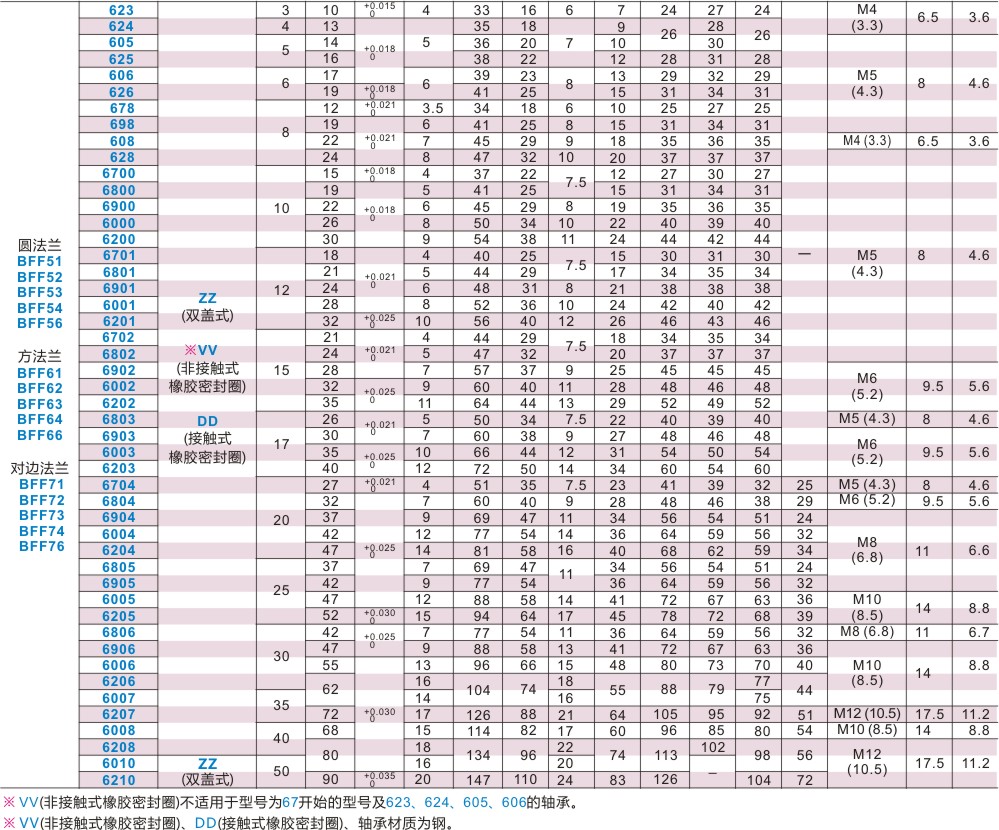 圆法兰
BFF51
BFF52
BFF53
BFF54
BFF56
方法兰
BFF61
BFF62
BFF63
BFF64
BFF66
对边法兰
BFF71
BFF72
BFF73
BFF74
BFF76
ZZ
(双盖式)
※VV
(非接触式
橡胶密封圈)
DD
(接触式
橡胶密封圈)
ZZ
(双盖式)
623 3 10 +0.015 0 4 33 16 6 7 24 27 24 M4 (3.3) 6.5 3.6
624 4 13 +0.018 0 5 35 18 7 9 26 28 26
605 5 14 36 20 10 30 M5 (4.3) 8 4.6
625 16 38 22 12 28 31 28
606 6 17 6 39 23 8 13 29 32 29
626 19 +0.018 0 41 25 15 31 34 31
678 8 12 +0.021 0 3.5 34 18 6 10 25 27 25
698 19 +0.021 0 6 41 25 8 15 31 34 31
608 22 7 45 29 9 18 35 36 35 M4 (3.3) 6.5 3.6
628 24 8 47 32 10 20 37 37 37 — M5 (4.3) 8 4.6
6700 10 15 +0.018 0 4 37 22 7.5 12 27 30 27
6800 19 +0.018 0 5 41 25 15 31 34 31
6900 22 6 45 29 8 19 35 36 35
6000 26 8 50 34 10 22 40 39 40
6200 30 9 54 38 11 24 44 42 44
6701 12 18 +0.021 0 4 40 25 7.5 15 30 31 30
6801 21 5 44 29 17 34 35 34
6901 24 6 48 31 8 21 38 38 38
6001 28 8 52 36 10 24 42 40 42
6201 32 +0.025 0 10 56 40 12 26 46 43 46
6702 15 21 +0.021 0 4 44 29 7.5 18 34 35 34
6802 24 5 47 32 20 37 37 37
6902 28 7 57 37 9 25 45 45 45 M6 (5.2) 9.5 5.6
6002 32 +0.025 0 9 60 40 11 28 48 46 48
6202 35 11 64 44 13 29 52 49 52
6803 17 26 +0.021 0 5 50 34 7.5 22 40 39 40 M5 (4.3) 8 4.6
6903 30 7 60 38 9 27 48 46 48 M6 (5.2) 9.5 5.6
6003 35 +0.025 0 10 66 44 12 31 54 50 54
6203 40 12 72 50 14 34 60 54 60
6704 20 27 +0.021 0 4 51 35 7.5 23 41 39 32 25 M5 (4.3) 8 4.6
6804 32 +0.025 0 7 60 40 9 28 48 46 38 29 M6 (5.2) 9.5 5.6
6904 37 9 69 47 11 34 56 54 51 24 M8 (6.8) 11 6.6
6004 42 12 77 54 14 36 64 59 56 32
6204 47 14 81 58 16 40 68 62 59 34
6805 25 37 7 69 47 11 34 56 54 51 24
6905 42 9 77 54 36 64 59 56 32
6005 47 12 88 58 14 41 72 67 63 36 M10 (8.5) 14 8.8
6205 52 +0.030 0 15 94 64 17 45 78 72 68 39
6806 30 42 +0.025 0 7 77 54 11 36 64 59 56 32 M8 (6.8) 11 6.7
6906 47 9 88 58 13 41 72 67 63 36 M10 (8.5) 14 8.8
6006 55 +0.030 0 13 96 66 15 48 80 73 70 40
6206 62 16 104 74 18 55 88 79 77 44
6007 35 14 16 75
6207 72 17 126 88 21 64 105 95 92 51 M12 (10.5) 17.5 11.2
6008 40 68 15 114 82 17 60 96 85 80 54 M10 (8.5) 14 8.8
6208 80 18 134 96 22 74 113 102 98 56 M12 (10.5) 17.5 11.2
6010 50 16 20 –
6210 90 +0.035 0 20 147 110 24 83 126 104 72
※ VV(非接触式橡胶密封圈)不适用于型号为67开始的型号及623、624、605、606的轴承。
※ VV(非接触式橡胶密封圈)、DD(接触式橡胶密封圈)、轴承材质为钢。